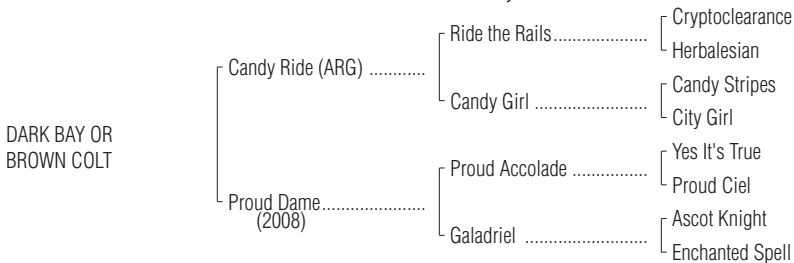 Cryptoclearance
Ride the Rails....................
Herbalesian
Candy Ride (ARG) ............
Candy Stripes
Candy Girl ........................
City Girl
DARK BAY OR
BROWN COLT
Yes It's True
Proud Accolade ................
Proud Ciel
Proud Dame......................
(2008)
Ascot Knight
Galadriel ..........................
Enchanted Spell